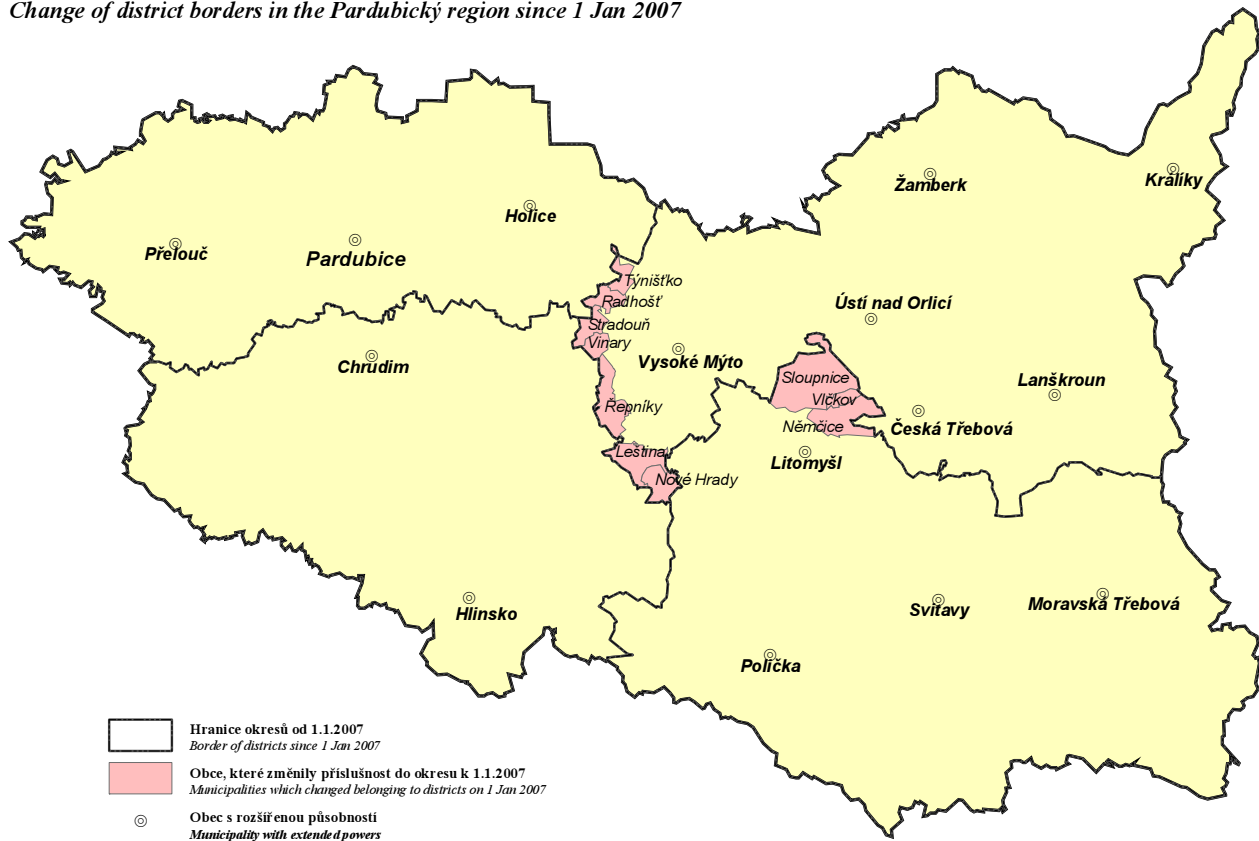 Change of district borders in the Pardubický region since 1 Jan 2007
Žamberk
Králíky
Holice
Přelouč
Pardubice
Týnišťko
Radhošť
Ústí nad Orlicí
Stradouň
Vinary
Vysoké Mýto
Chrudim
Sloupnice
Lanškroun
Vlčkov
Řepníky
Němčice
Česká Třebová
Leština
Litomyšl
Nové Hrady
Hlinsko
Svitavy
Moravská Třebová
Polička
Hranice okresů od 1.1.2007
Border of districts since 1 Jan 2007
Obce, které změnily příslušnost do okresu k 1.1.2007
Municipalities which changed belonging to districts on 1 Jan 2007
Obec s rozšířenou působností
Municipality with extended powers